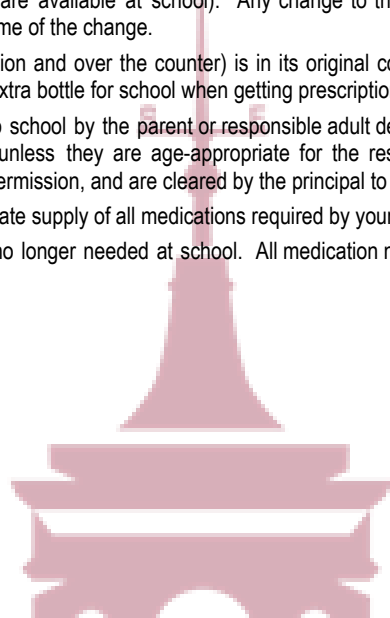 are available at school). Any change to th
me of the change.
ion and over the counter) is in its original co
xtra bottle for school when getting prescriptio
o school by the parent or responsible adult de
unless they are age-appropriate for the res
ermission, and are cleared by the principal to
ate supply of all medications required by your
no longer needed at school. All medication n